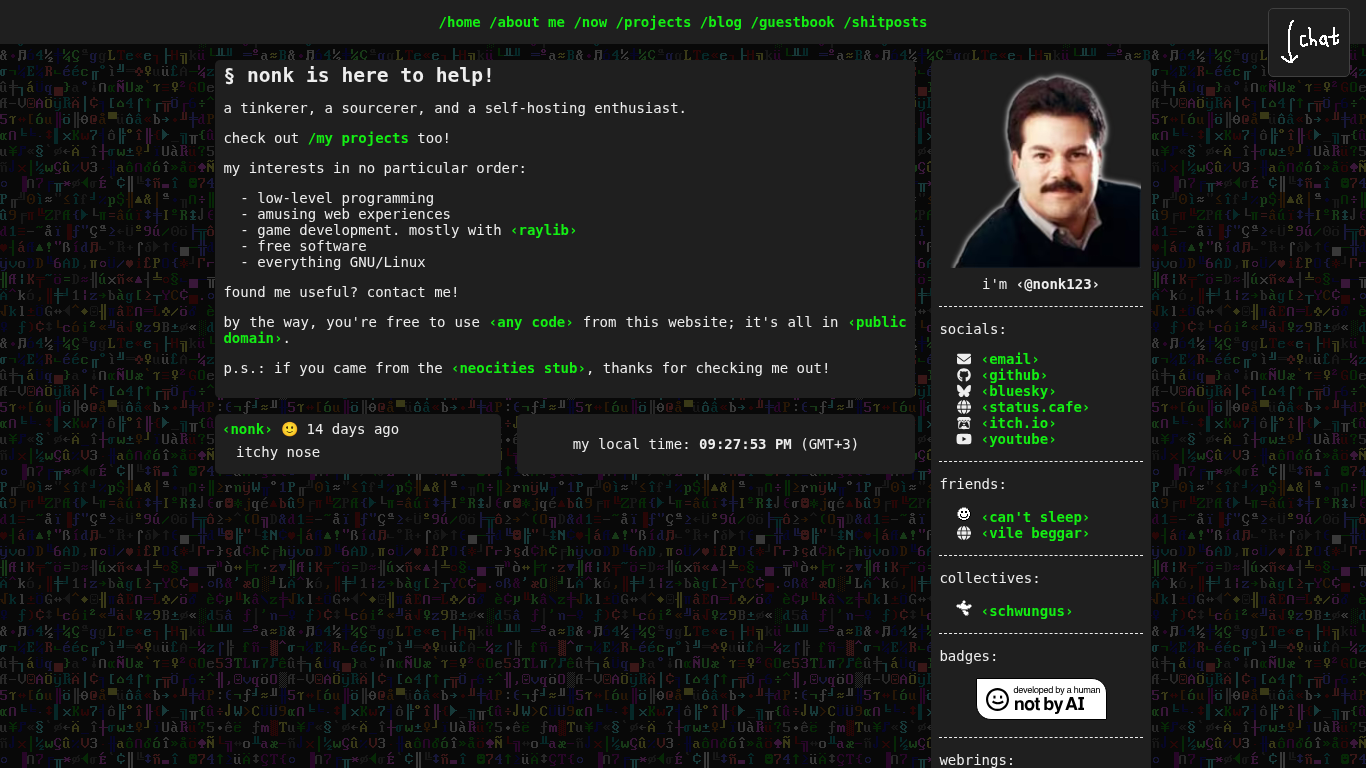 /home /about me /now /projects /blog /guestbook /shitposts
chat
§ nonk is here to help!
a tinkerer, a sourcerer, and a self-hosting enthusiast.
check out /my projects too!
my interests in no particular order:
- low-level programming
- amusing web experiences
- game development. mostly with ‹raylib›
- free software
- everything GNU/Linux
found me useful? contact me!
by the way, you're free to use ‹any code› from this website; it's all in ‹public
domain›.
p.s.: if you came from the ‹neocities stub›, thanks for checking me out!
‹nonk› 🙂 14 days ago
itchy nose
my local time: 09:27:53 PM (GMT+3)
i'm ‹@nonk123›
socials:
‹email›
‹github›
‹bluesky›
‹status.cafe›
‹itch.io›
‹youtube›
friends:
‹can't sleep›
‹vile beggar›
collectives:
‹schwungus›
badges:
developed by a human
not by AI
webrings: